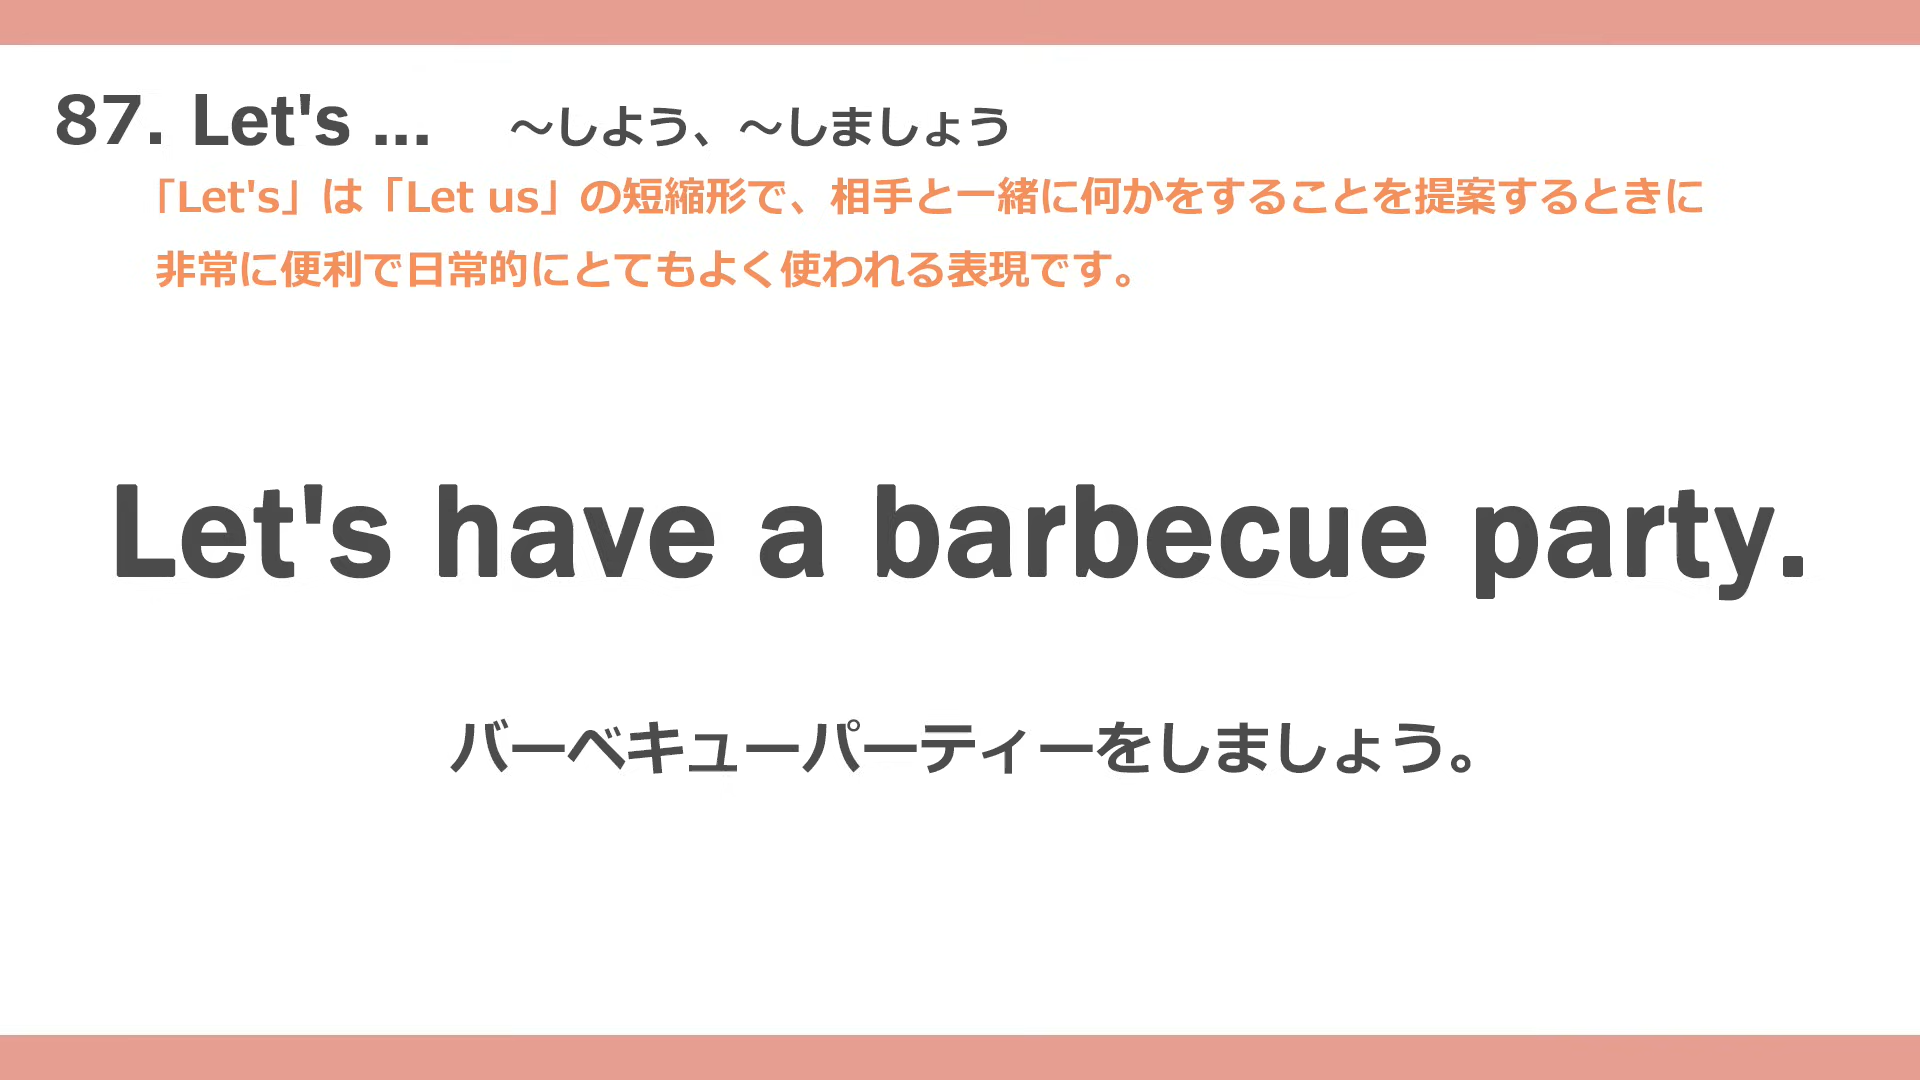 87. Let's ... ～しよう、～しましょう
「Let's」は「Let us」の短縮形で、相手と一緒に何かをすることを提案するときに
非常に便利で日常的にとてもよく使われる表現です。
Let's have a barbecue party.
バーベキューパーティーをしましょう。